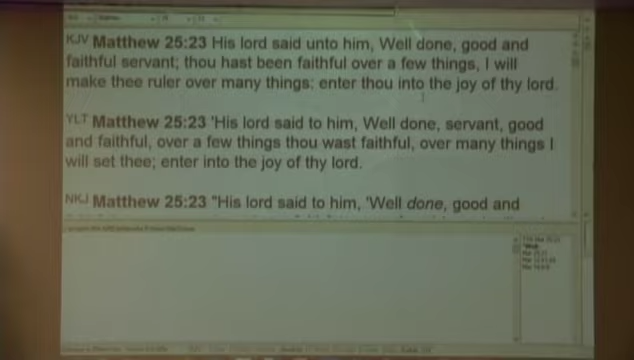 KJV Matthew 25:23 His lord said unto him, Well done, good and
faithful servant; thou hast been faithful over a few things, I will
make thee ruler over many things: enter thou into the joy of thy lord.
YLT Matthew 25:23 'His lord said to him, Well done, servant, good
and faithful, over a few things thou wast faithful, over many things I
will set thee; enter into the joy of thy lord.
NKJ Matthew 25:23 "His lord said to him, 'Well done, good and